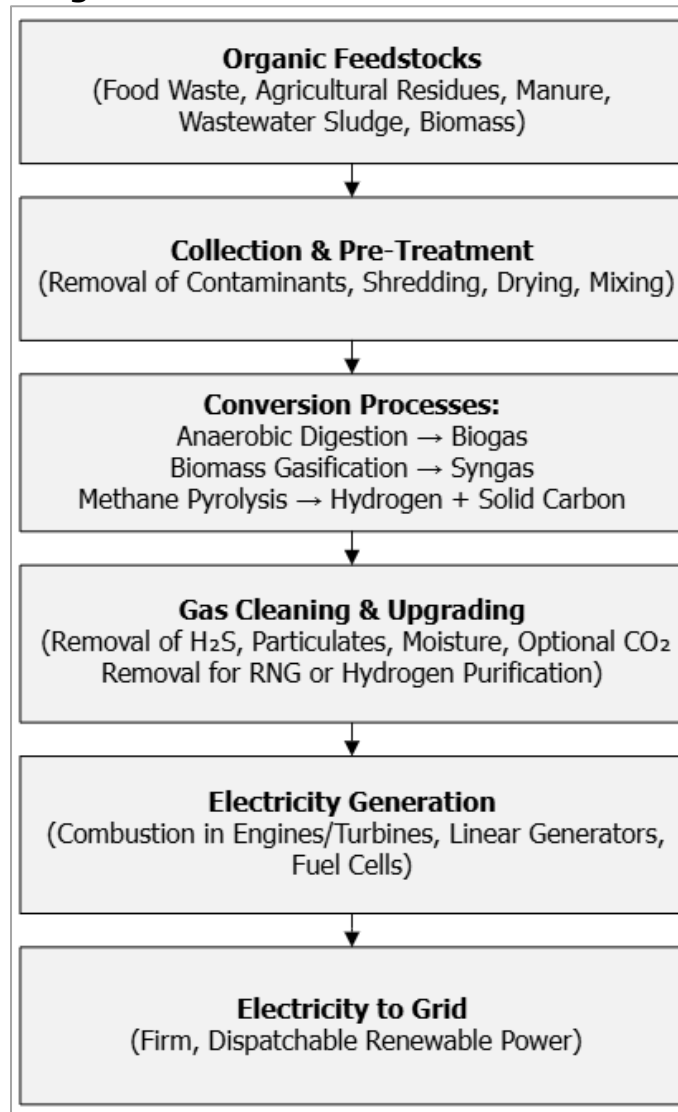 Organic Feedstocks
(Food Waste, Agricultural Residues, Manure,
Wastewater Sludge, Biomass)
Collection & Pre-Treatment
(Removal of Contaminants, Shredding, Drying, Mixing)
Conversion Processes:
Anaerobic Digestion → Biogas
Biomass Gasification → Syngas
Methane Pyrolysis → Hydrogen + Solid Carbon
Gas Cleaning & Upgrading
(Removal of H₂S, Particulates, Moisture, Optional CO₂
Removal for RNG or Hydrogen Purification)
Electricity Generation
(Combustion in Engines/Turbines, Linear Generators,
Fuel Cells)
Electricity to Grid
(Firm, Dispatchable Renewable Power)